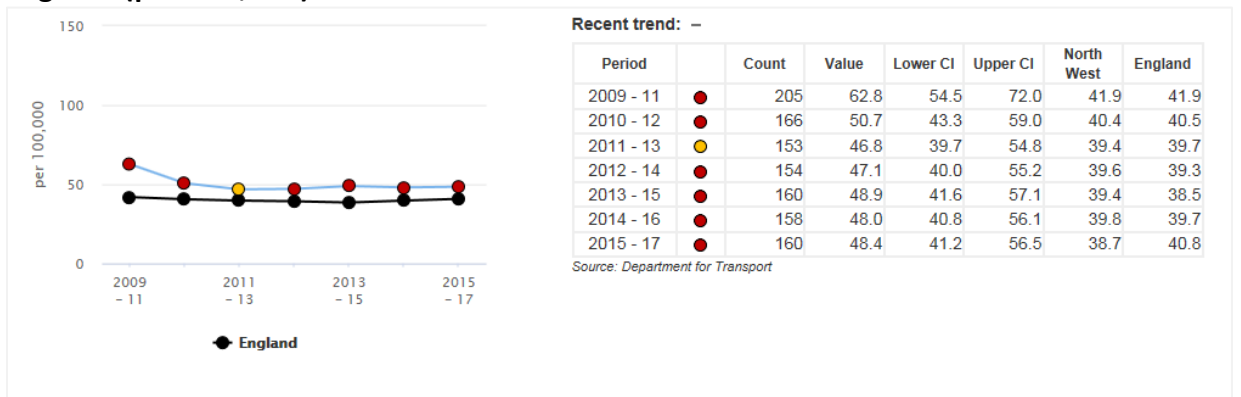 150
100
50
0
per 100,000
2009 – 11
2011 – 13
2013 – 15
2015 – 17
England
Recent trend: –
Period Count Value Lower CI Upper CI North West England
2009 - 11 205 62.8 54.5 72.0 41.9 41.9
2010 - 12 166 50.7 43.3 59.0 40.4 40.5
2011 - 13 153 46.8 39.7 54.8 39.4 39.7
2012 - 14 154 47.1 40.0 55.2 39.6 39.3
2013 - 15 160 48.9 41.6 57.1 39.4 38.5
2014 - 16 158 48.0 40.8 56.1 39.8 39.7
2015 - 17 160 48.4 41.2 56.5 38.7 40.8
Source: Department for Transport